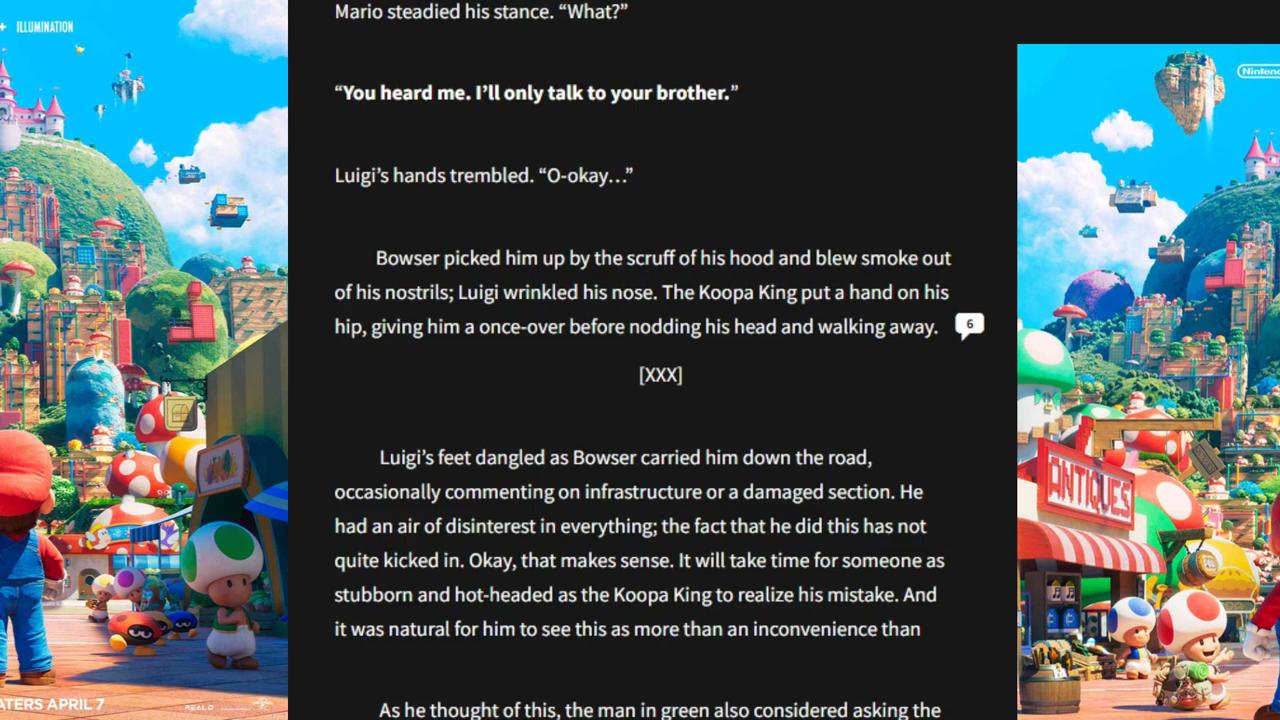 + ILLUMINATION
Mario steadied his stance. “What?”
“You heard me. I’ll only talk to your brother.”
Luigi’s hands trembled. “O-okay…”
Bowser picked him up by the scruff of his hood and blew smoke out
of his nostrils; Luigi wrinkled his nose. The Koopa King put a hand on his
hip, giving him a once-over before nodding his head and walking away.
6
[XXX]
Luigi’s feet dangled as Bowser carried him down the road,
occasionally commenting on infrastructure or a damaged section. He
had an air of disinterest in everything; the fact that he did this has not
quite kicked in. Okay, that makes sense. It will take time for someone as
stubborn and hot-headed as the Koopa King to realize his mistake. And
it was natural for him to see this as more than an inconvenience than
As he thought of this, the man in green also considered asking the
ATERS APRIL 7
REALD
Ninten
ANTIQUES